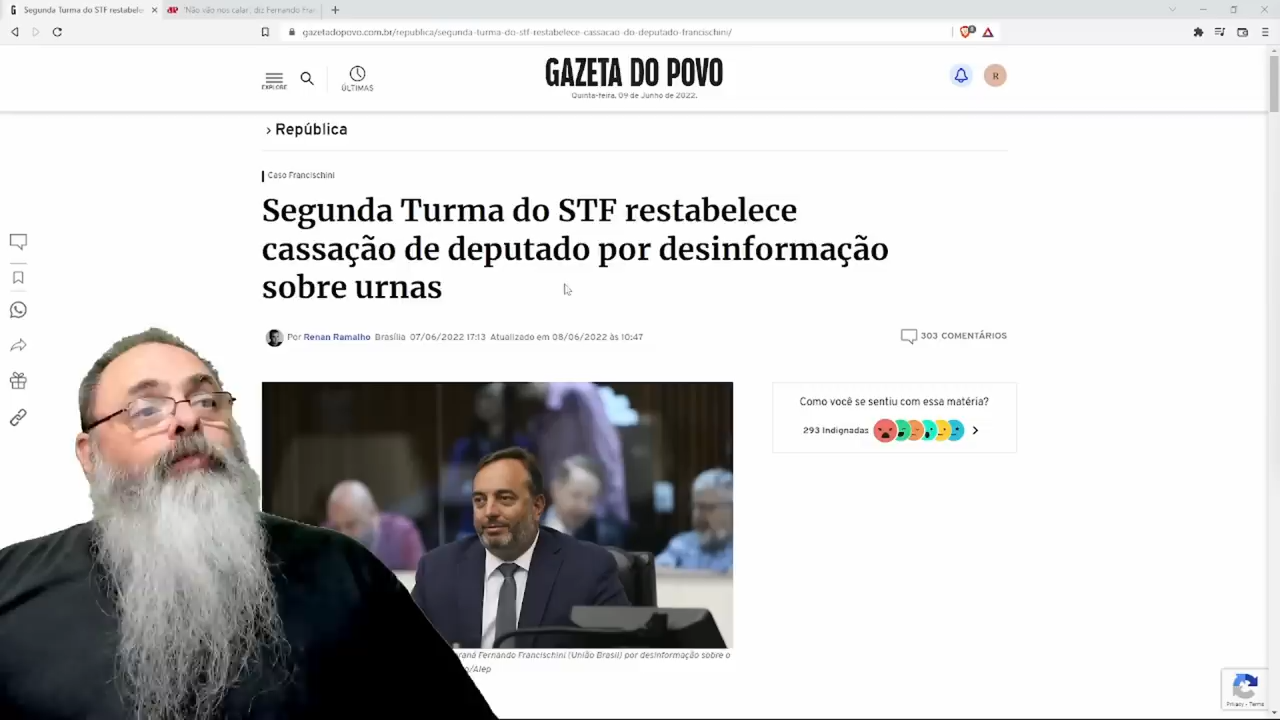 Segunda Turma do STF restabele
"Não vão nos calar", diz Fernando Fran
gazetadopovo.com.br/republica/segunda-turma-do-stf-restabelece-cassacao-do-deputado-francischini/
EXPLORE
ÚLTIMAS
GAZETA DO POVO
Quinta-feira, 09 de Junho de 2022.
R
› República
Caso Francischini
Segunda Turma do STF restabelece
cassação de deputado por desinformação
sobre urnas
Por Renan Ramalho Brasília 07/06/2022 17:13 Atualizado em 08/06/2022 às 10:47
303 COMENTÁRIOS
Como você se sentiu com essa matéria?
293 Indignadas
Fernando Francischini (União Brasil) por desinformação sobre o
o/Alep
Privacy - Terms